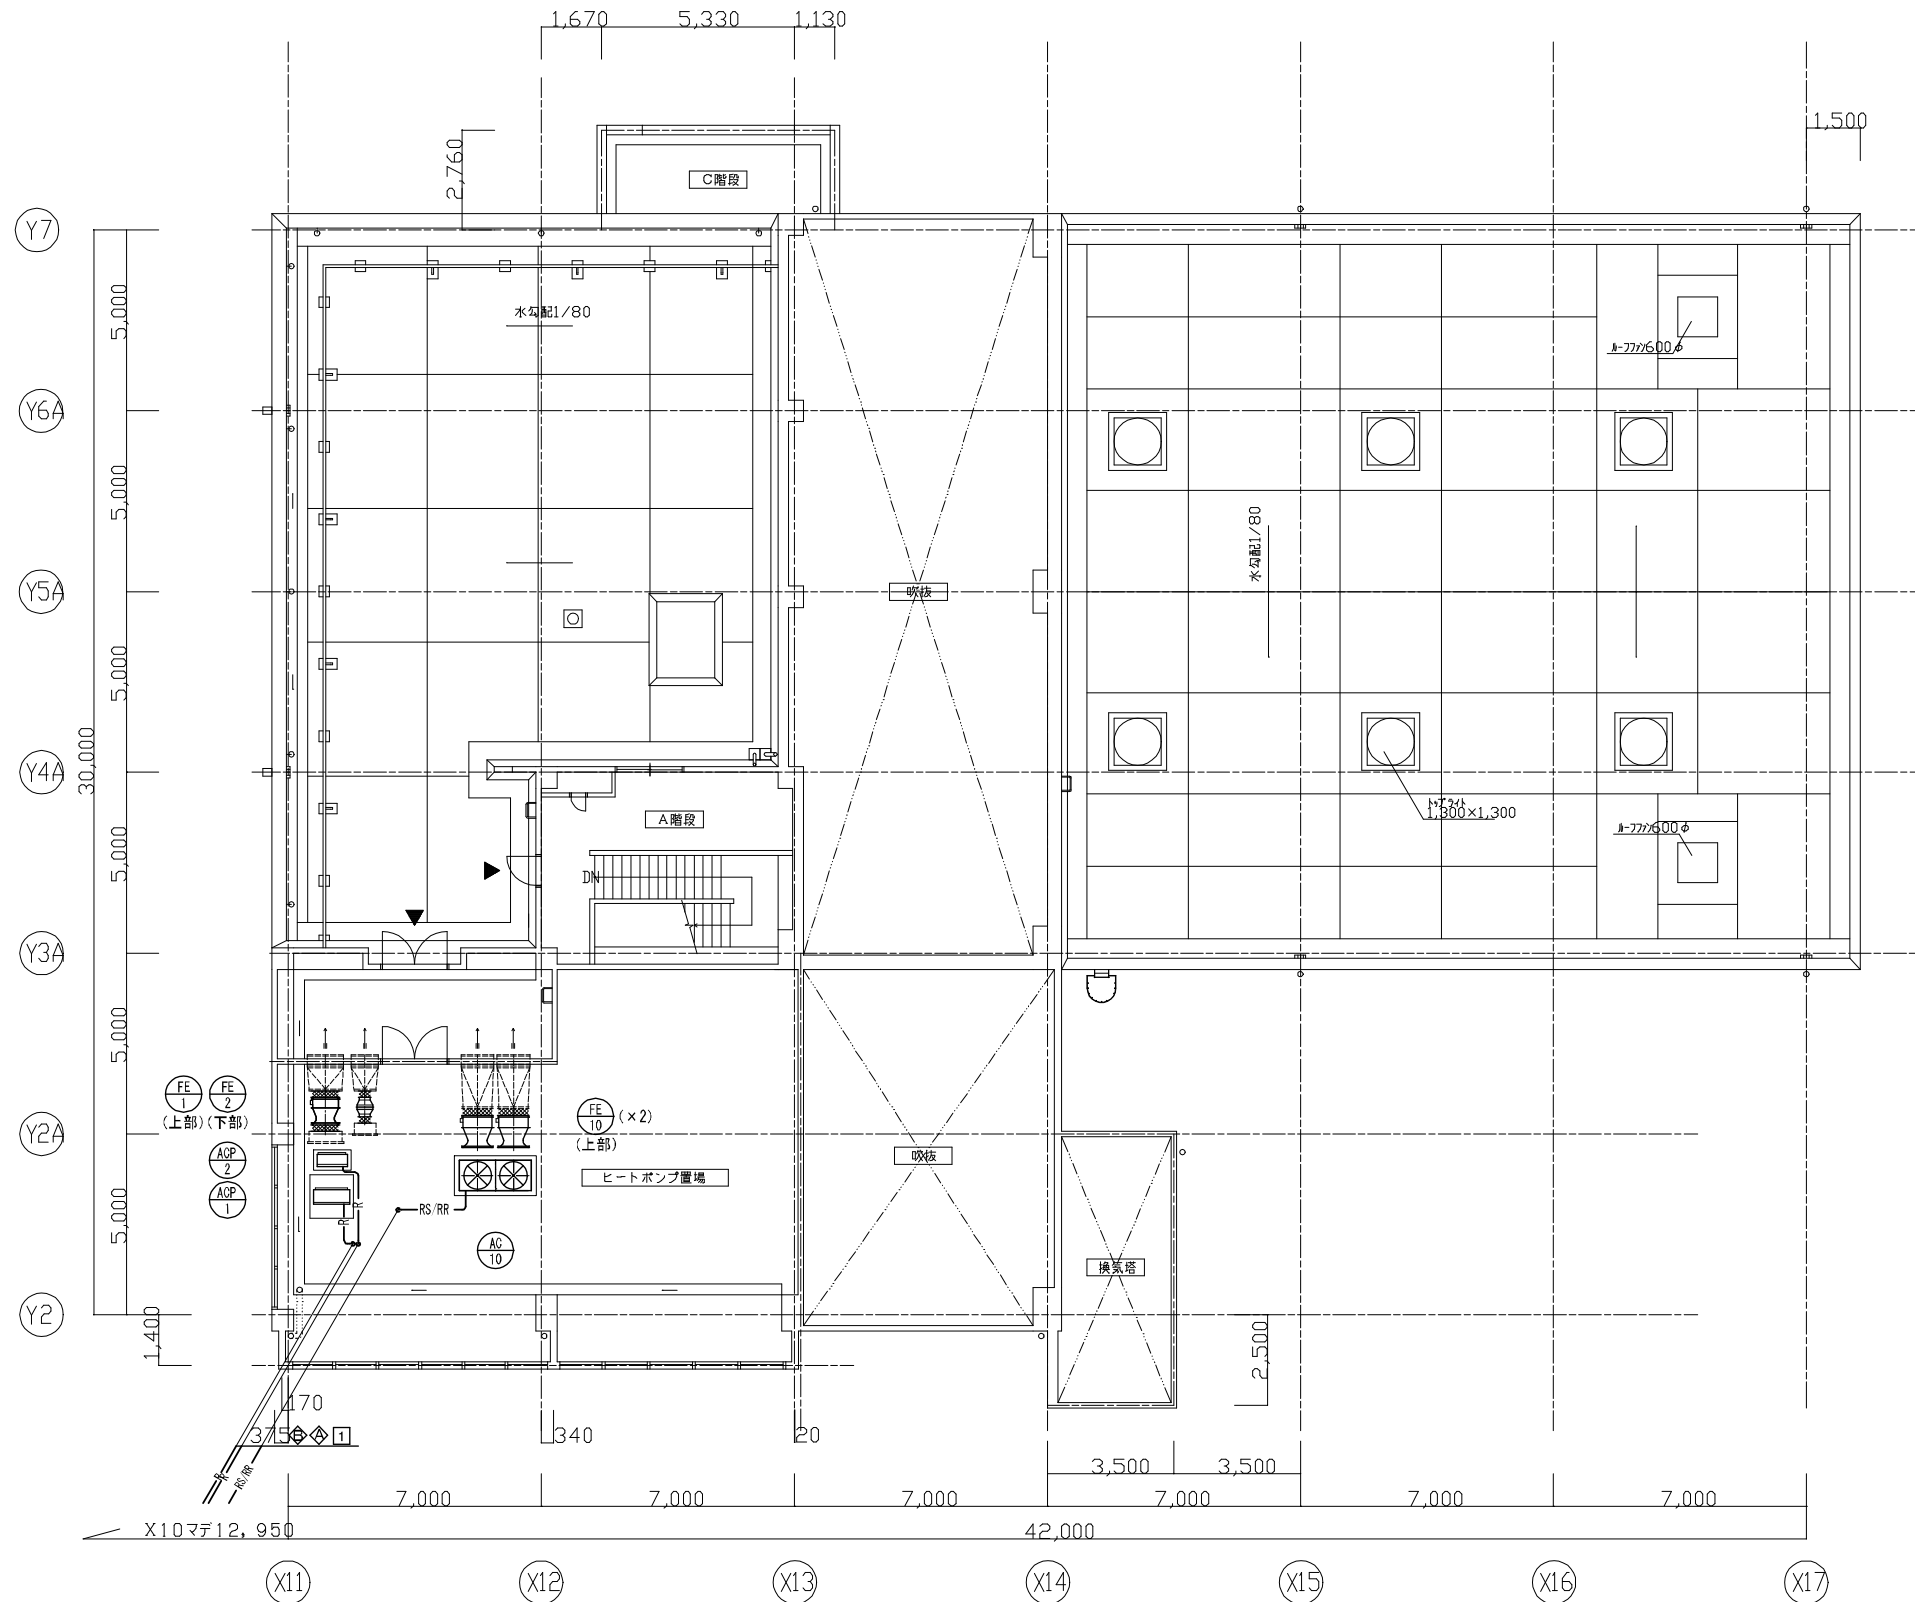 1,670
5,330
1,130
1,500
2,760
C階段
Y7
水勾配1/80
5,000
ﾙｰﾌﾌｧﾝ600φ
Y6A
5,000
水勾配1/80
Y5A
吹抜
5,000
30,000
Y4A
トップライト
1,300×1,300
A階段
ﾙｰﾌﾌｧﾝ600φ
5,000
DN
Y3A
5,000
FE
1
(上部)
FE
2
(下部)
FE
10
(×2)
(上部)
Y2A
ACP
2
吹抜
ヒートポンプ置場
ACP
1
R
R
RS/RR
5,000
AC
10
換気塔
Y2
1,400
2,500
170
375
B
A
1
340
20
R
R
RS/RR
3,500
3,500
7,000
7,000
7,000
7,000
7,000
7,000
X10マデ12,950
42,000
X11
X12
X13
X14
X15
X16
X17